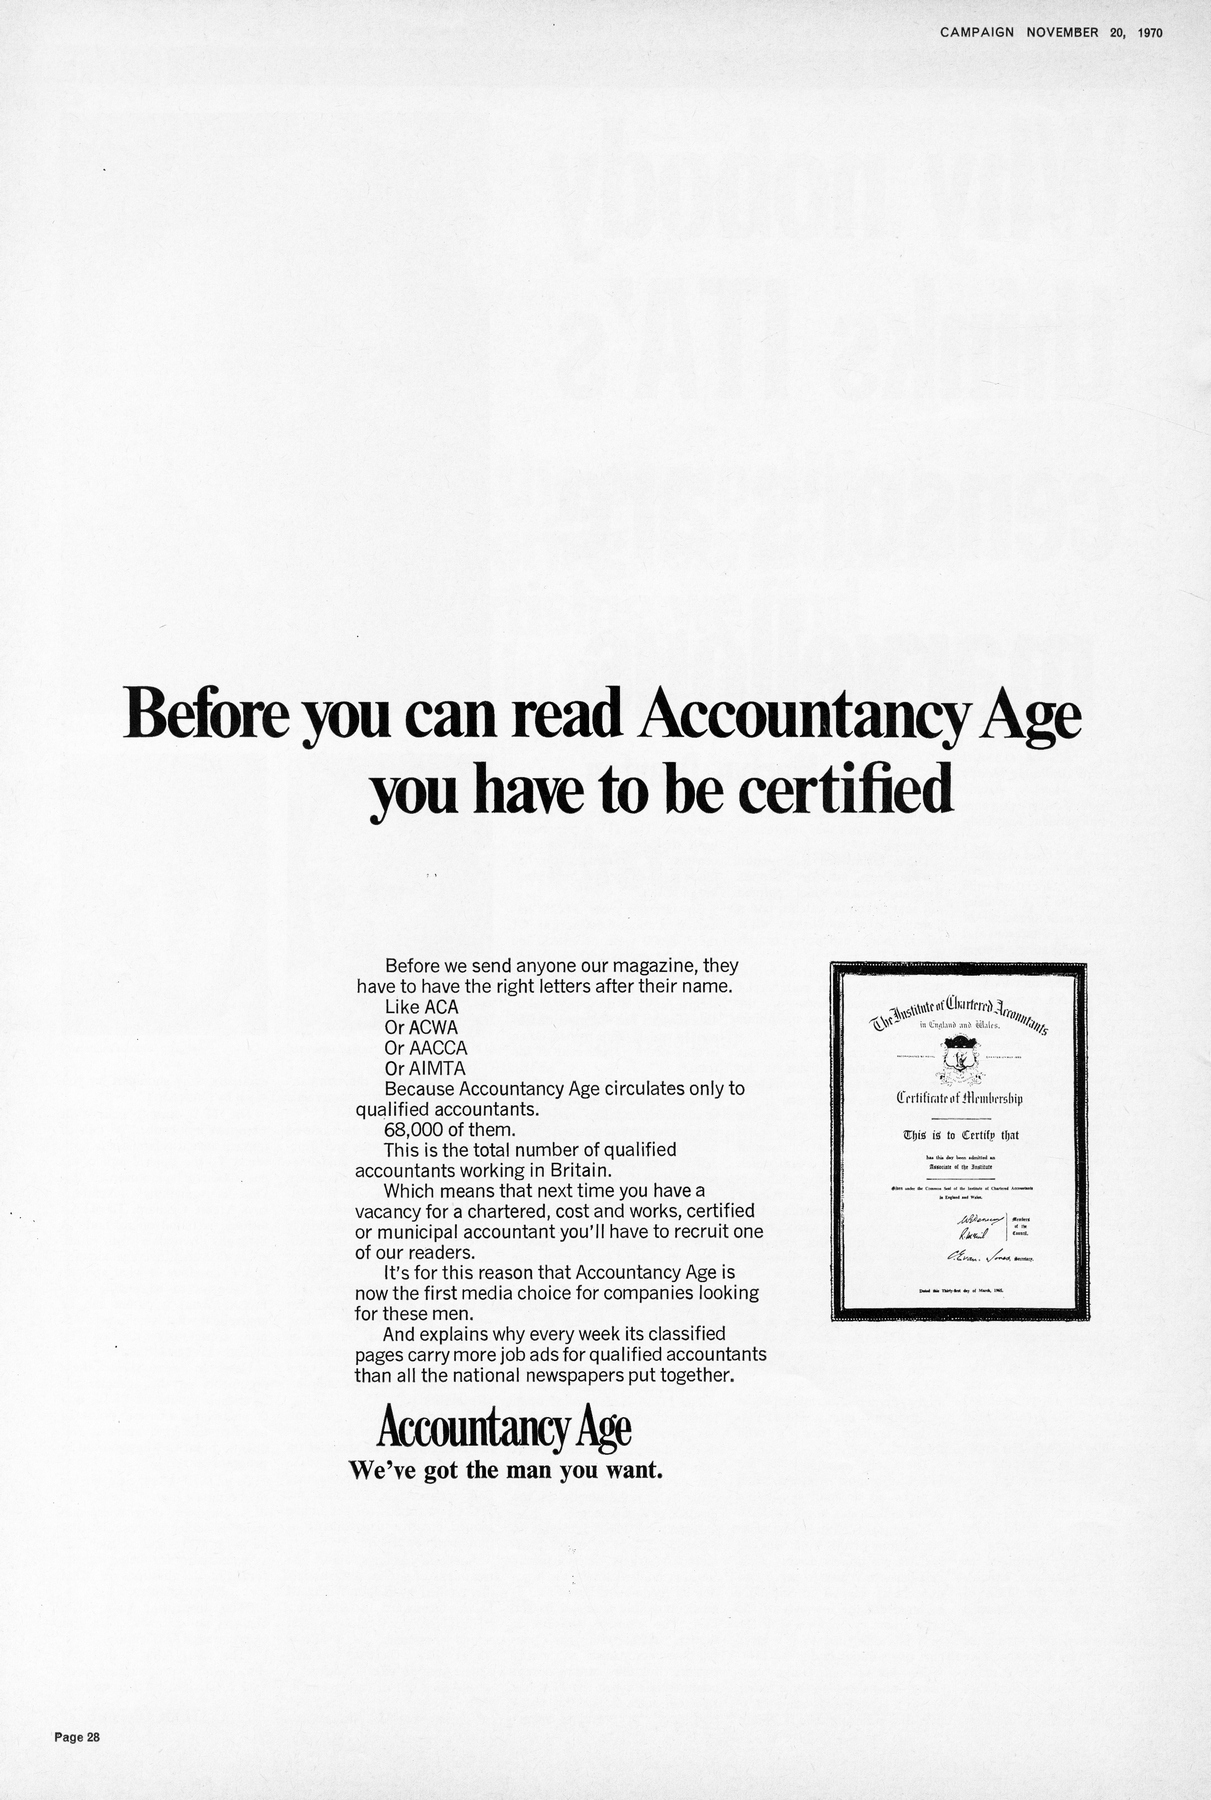 CAMPAIGN NOVEMBER 20, 1970
Before you can read Accountancy Age
you have to be certified
Before we send anyone our magazine, they
have to have the right letters after their name.
Like ACA
Or ACWA
Or AACCA
Or AIMTA
Because Accountancy Age circulates only to
qualified accountants.
68,000 of them.
This is the total number of qualified
accountants working in Britain.
Which means that next time you have a
vacancy for a chartered, cost and works, certified
or municipal accountant you'll have to recruit one
of our readers.
It's for this reason that Accountancy Age is
now the first media choice for companies looking
for these men.
And explains why every week its classified
pages carry more job ads for qualified accountants
than all the national newspapers put together.
Accountancy Age
We've got the man you want.
The Institute of Chartered Accountants
in England and Wales.
Certificate of Membership
This is to Certify that
has this day been admitted an
Associate of the Institute
Given under the Common Seal of the Institute of Chartered Accountants
in England and Wales.
Members
of the
Council.
Secretary.
Dated this Thirty-first day of March, 1965.
Page 28